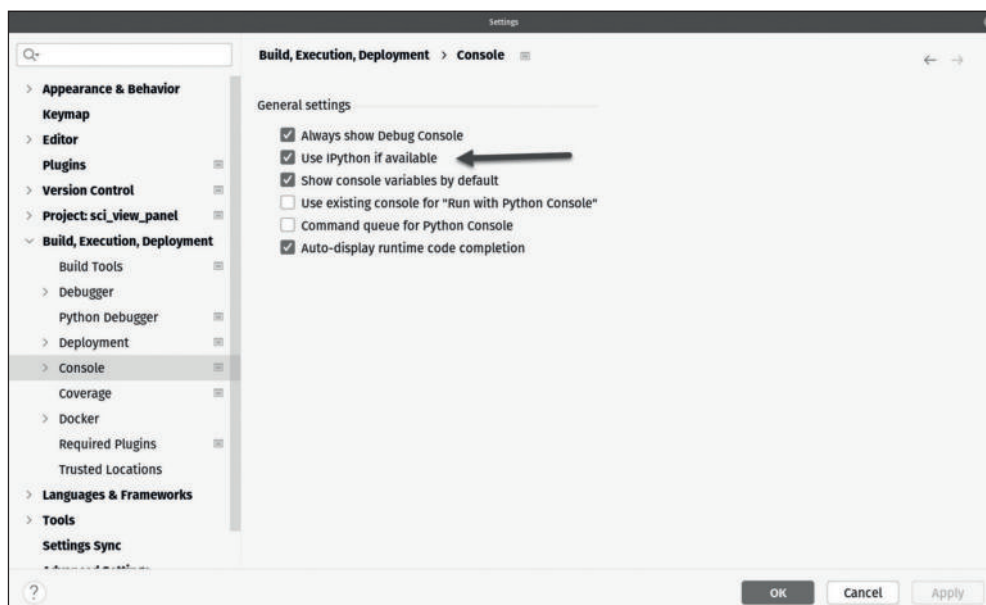 Settings
Build, Execution, Deployment > Console
Appearance & Behavior
Keymap
Editor
Plugins
Version Control
Project: sci_view_panel
Build, Execution, Deployment
Build Tools
Debugger
Python Debugger
Deployment
Console
Coverage
Docker
Required Plugins
Trusted Locations
Languages & Frameworks
Tools
Settings Sync
General settings
Always show Debug Console
Use IPython if available
Show console variables by default
Use existing console for "Run with Python Console"
Command queue for Python Console
Auto-display runtime code completion
?
OK
Cancel
Apply